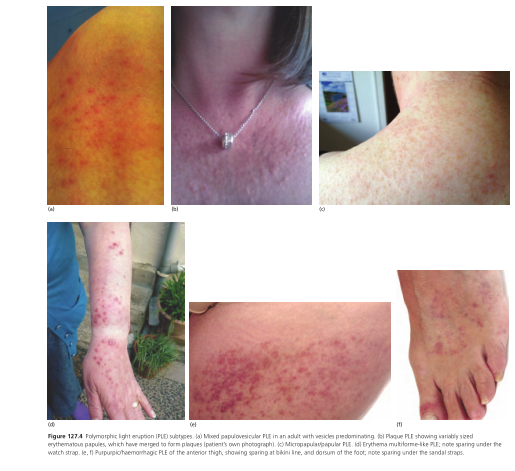 (a)
(b)
(c)
(d)
(e)
(f)
Figure 127.4 Polymorphic light eruption (PLE) subtypes. (a) Mixed papulovesicular PLE in an adult with vesicles predominating. (b) Plaque PLE showing variably sized
erythematous papules, which have merged to form plaques (patient's own photograph). (c) Micropapular/papular PLE. (d) Erythema multiforme-like PLE; note sparing under the
watch strap. (e, f) Purpunpic/haemorrhagic PLE of the anterior thigh, showing sparing at bikini line, and dorsum of the foot; note sparing under the sandal straps.